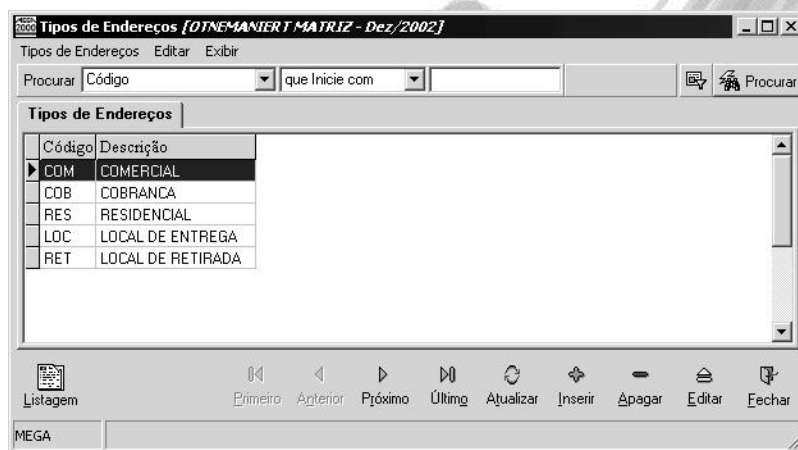 Tipos de Endereços [OTNEMANIERT MATRIZ - Dez/2002]
Tipos de Endereços Editar Exibir
Procurar Código que Inicie com Procurar
Tipos de Endereços
Código Descrição
COM COMERCIAL
COB COBRANCA
RES RESIDENCIAL
LOC LOCAL DE ENTREGA
RET LOCAL DE RETIRADA
Listagem Primeiro Anterior Próximo Último Atualizar Inserir Apagar Editar Fechar
MEGA